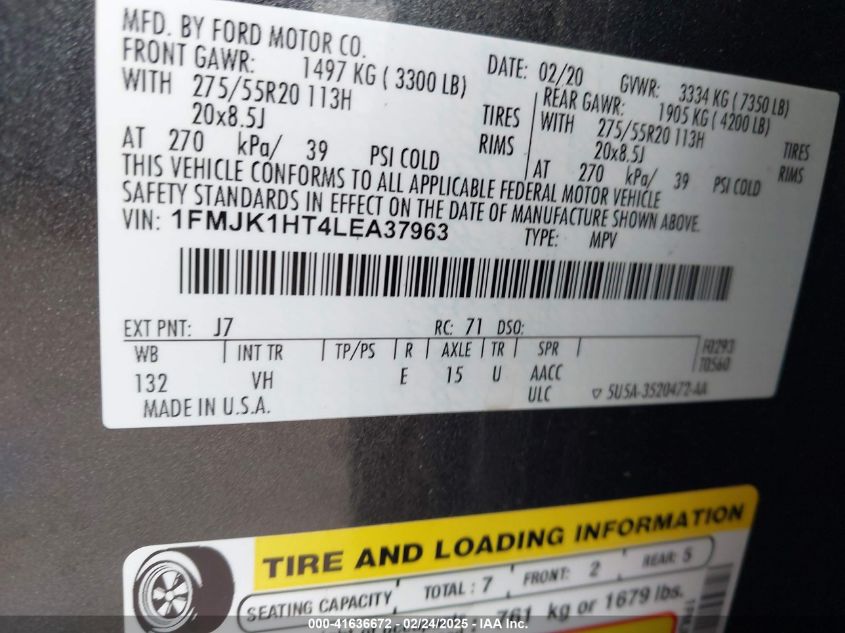 MFD. BY FORD MOTOR CO.
DATE: 02/20 GVWR: 3334 KG (7350 LB)
FRONT GAWR: 1497 KG (3300 LB) REAR GAWR: 1905 KG (4200 LB)
WITH 275/55R20 113H TIRES WITH 275/55R20 113H TIRES
20x8.5J RIMS 20x8.5J RIMS
AT 270 kPa/ 39 PSI COLD AT 270 kPa/ 39 PSI COLD
THIS VEHICLE CONFORMS TO ALL APPLICABLE FEDERAL MOTOR VEHICLE
SAFETY STANDARDS IN EFFECT ON THE DATE OF MANUFACTURE SHOWN ABOVE.
VIN: 1FMJK1HT4LEA37963 TYPE: MPV
EXT PNT: J7 RC: 71 DSO:
WB INT TR TP/PS R AXLE TR SPR F0293
T0560
132 VH E 15 U AACC
ULC 5U5A-3520472-AA
MADE IN U.S.A.
TIRE AND LOADING INFORMATION
SEATING CAPACITY TOTAL : 7 FRONT: 2 REAR: 5
761 kg or 1679 lbs.
000-41636672 - 02/24/2025 - IAA Inc.